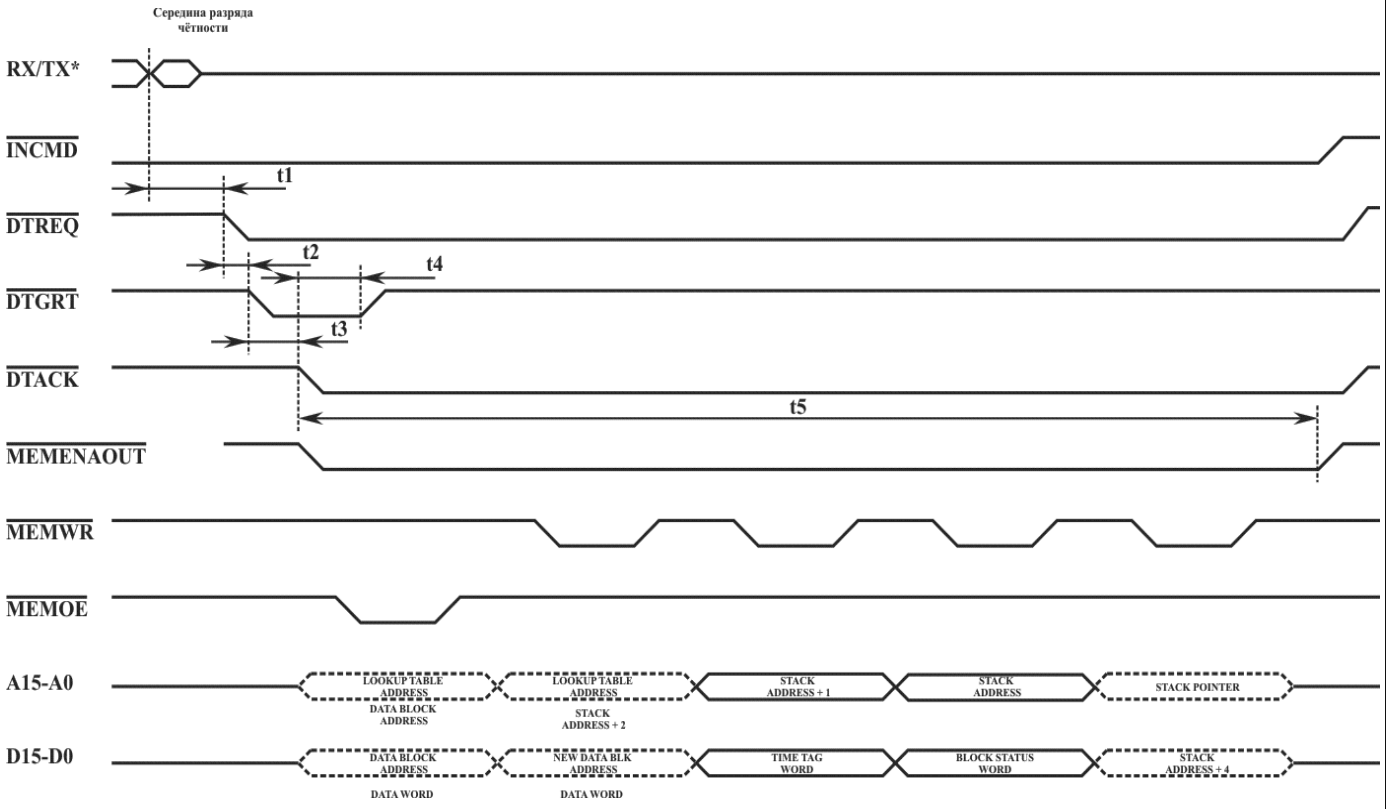 Середина разряда
чётности
RX/TX*
INCMD
t1
DTREQ
t2
t4
DTGRT
t3
DTACK
t5
MEMENAOUT
MEMWR
MEMOE
A15-A0
LOOKUP TABLE
ADDRESS
LOOKUP TABLE
ADDRESS
STACK
ADDRESS + 1
STACK
ADDRESS
STACK POINTER
DATA BLOCK
ADDRESS
STACK
ADDRESS + 2
D15-D0
DATA BLOCK
ADDRESS
NEW DATA BLK
ADDRESS
TIME TAG
WORD
BLOCK STATUS
WORD
STACK
ADDRESS + 4
DATA WORD
DATA WORD